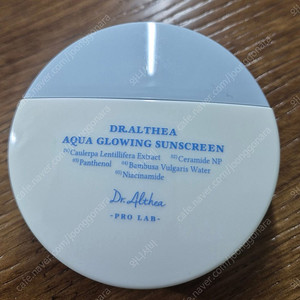 DR.ALTHEA
AQUA GLOWING SUNSCREEN
Caulerpa Lentillifera Extract Ceramide NP
Panthenol Bambusa Vulgaris Water
Niacinamide
Dr. Althea
-PRO LAB-